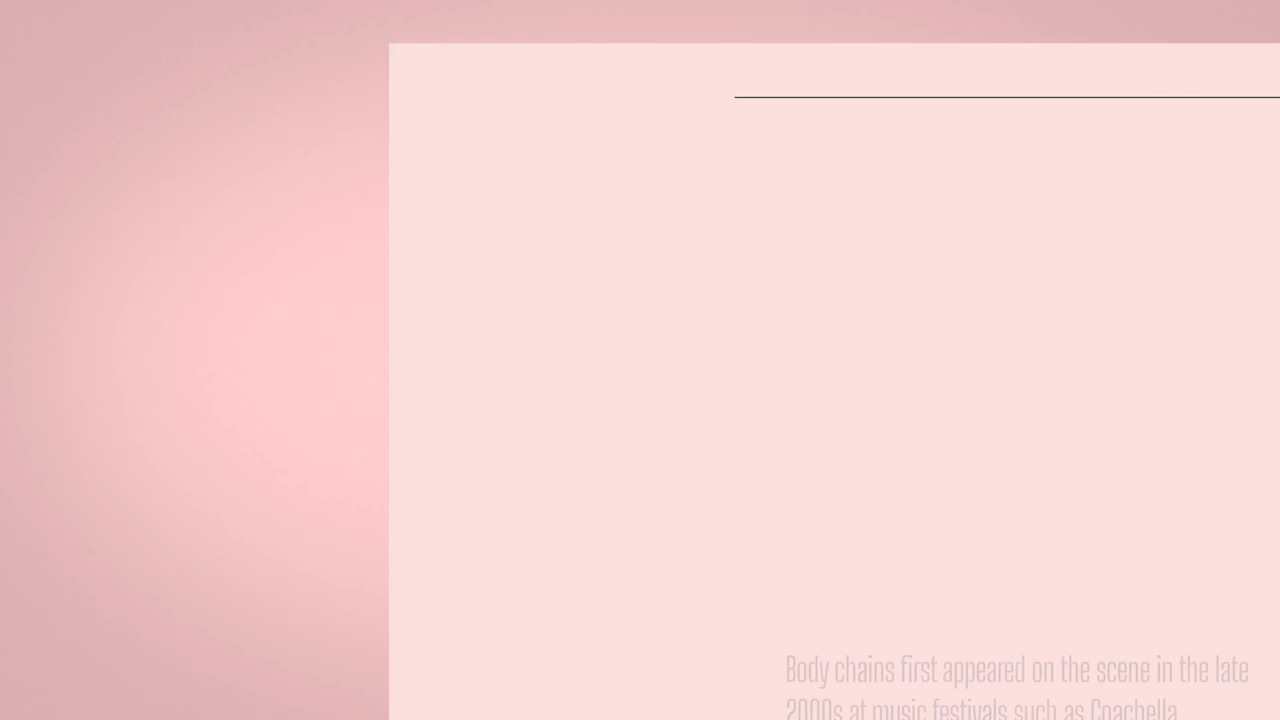 Body chains first appeared on the scene in the late
2000s at music festivals such as Coachella